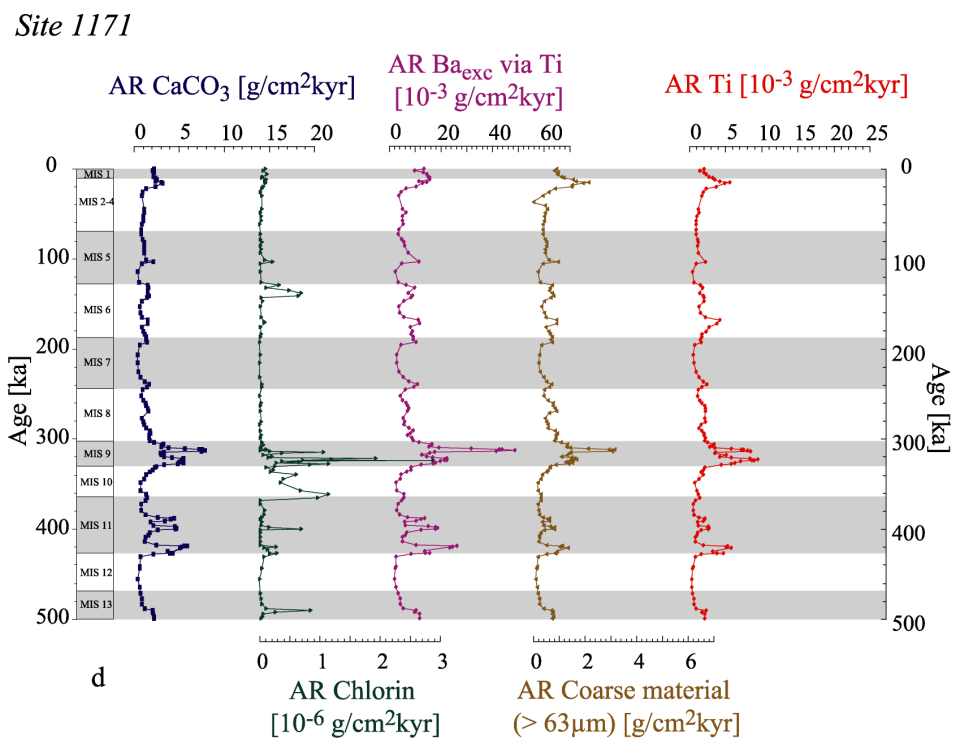 Site 1171
AR CaCO3 [g/cm2kyr]
AR Baexc via Ti
[10-3 g/cm2kyr]
AR Ti [10-3 g/cm2kyr]
0 5 10 15 20
0 20 40 60
0 5 10 15 20 25
0 MIS 1 0
MIS 2-4
100 MIS 5 100
MIS 6
200 MIS 7 200
MIS 8
300 MIS 9 300
MIS 10
400 MIS 11 400
MIS 12
500 MIS 13 500
Age [ka]
Age [ka]
0 1 2 3
0 2 4 6
d
AR Chlorin
[10-6 g/cm2kyr]
AR Coarse material
(> 63µm) [g/cm2kyr]